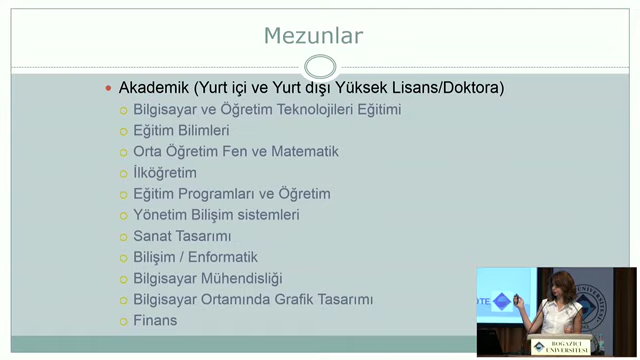 Mezunlar
Akademik (Yurt içi ve Yurt dışı Yüksek Lisans/Doktora)
Bilgisayar ve Öğretim Teknolojileri Eğitimi
Eğitim Bilimleri
Orta Öğretim Fen ve Matematik
İlköğretim
Eğitim Programları ve Öğretim
Yönetim Bilişim sistemleri
Sanat Tasarımı
Bilişim / Enformatik
Bilgisayar Mühendisliği
Bilgisayar Ortamında Grafik Tasarımı
Finans
BOĞAZİÇİ
ÜNİVERSİTESİ